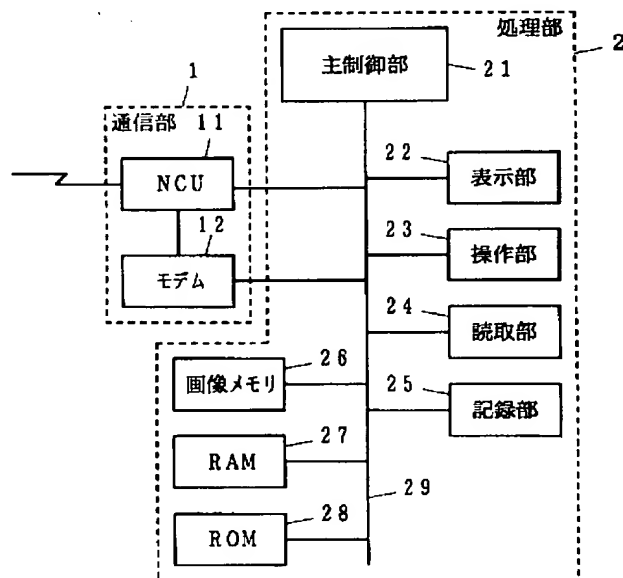 処理部
2
主制御部
21
1
通信部
11
NCU
12
モデム
22
表示部
23
操作部
24
読取部
25
記録部
26
画像メモリ
27
RAM
28
ROM
29